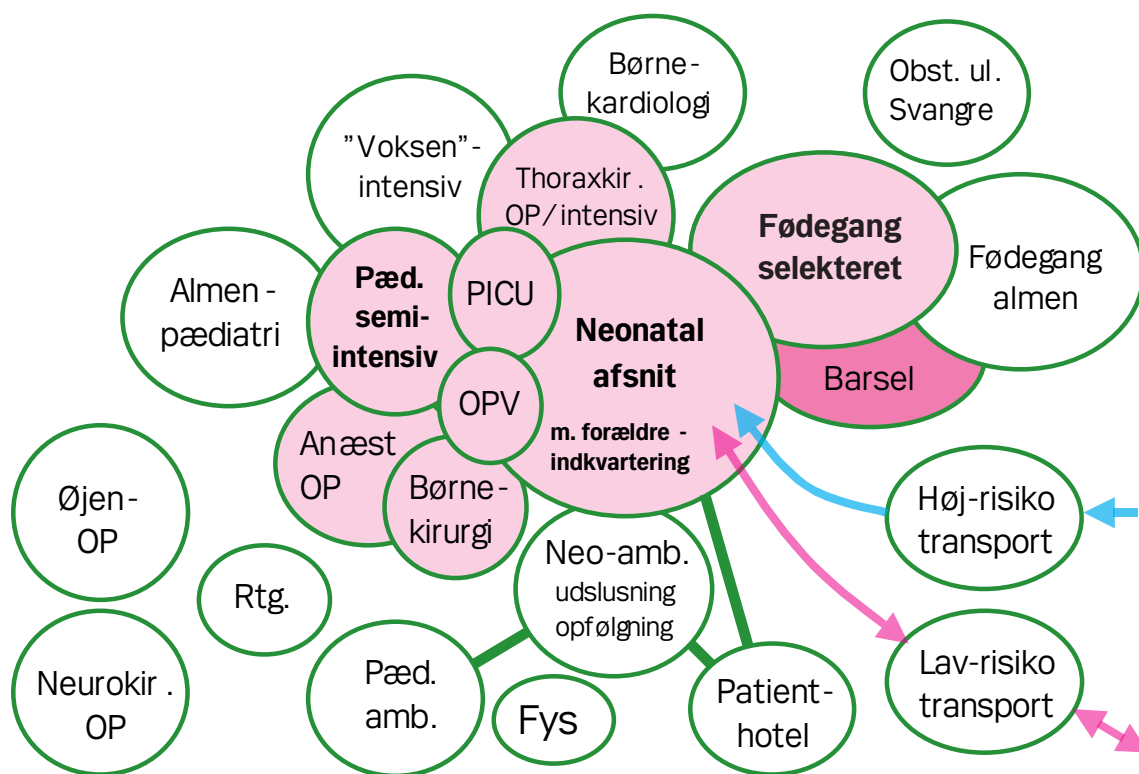 Børne-
kardiologi
Obst. ul.
Svangre
"Voksen"-
intensiv
Thoraxkir.
OP/intensiv
Fødegang
selekteret
Fødegang
almen
Almen-
pædiatri
Pæd.
semi-
intensiv
PICU
Neonatal
afsnit
m. forældre-
indkvartering
Barsel
OPV
Anæst
OP
Børne-
kirurgi
Øjen-
OP
Høj-risiko
transport
Neo-amb.
udslusning
opfølgning
Rtg.
Neurokir.
OP
Pæd.
amb.
Fys
Patient-
hotel
Lav-risiko
transport